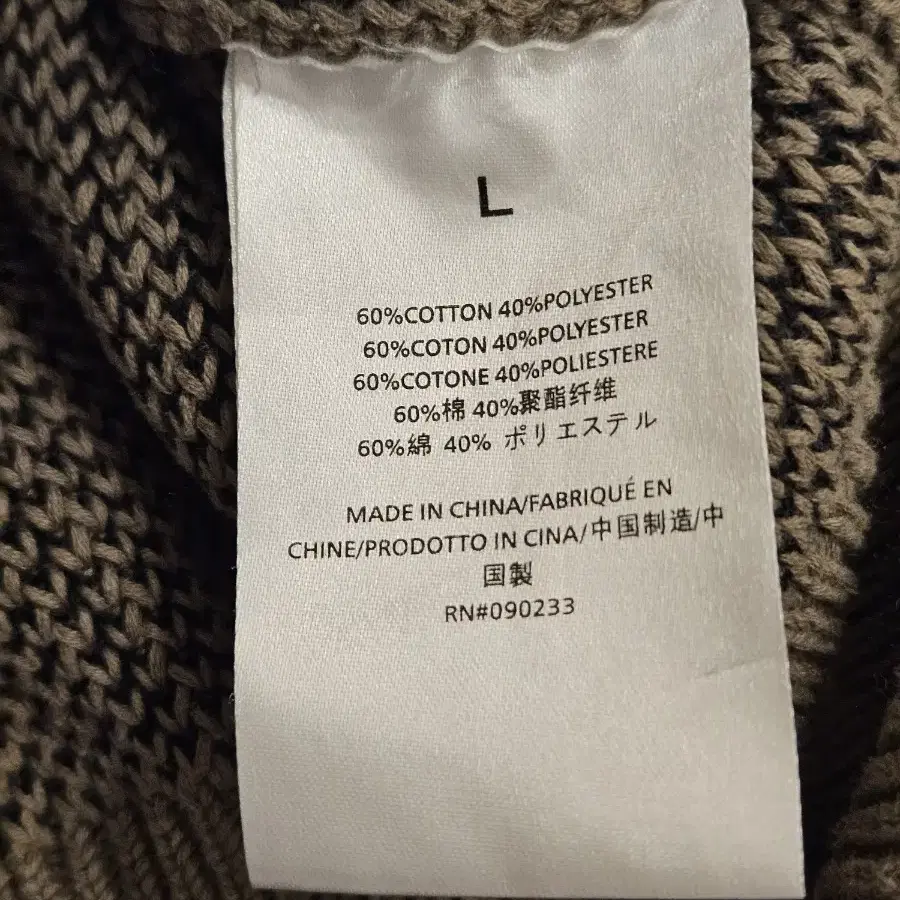 L
60%COTTON 40%POLYESTER
60%COTON 40%POLYESTER
60%COTONE 40%POLIESTERE
60%棉 40%聚酯纤维
60%綿 40% ポリエステル
MADE IN CHINA/FABRIQUÉ EN
CHINE/PRODOTTO IN CINA/中国制造/中
国製
RN#090233